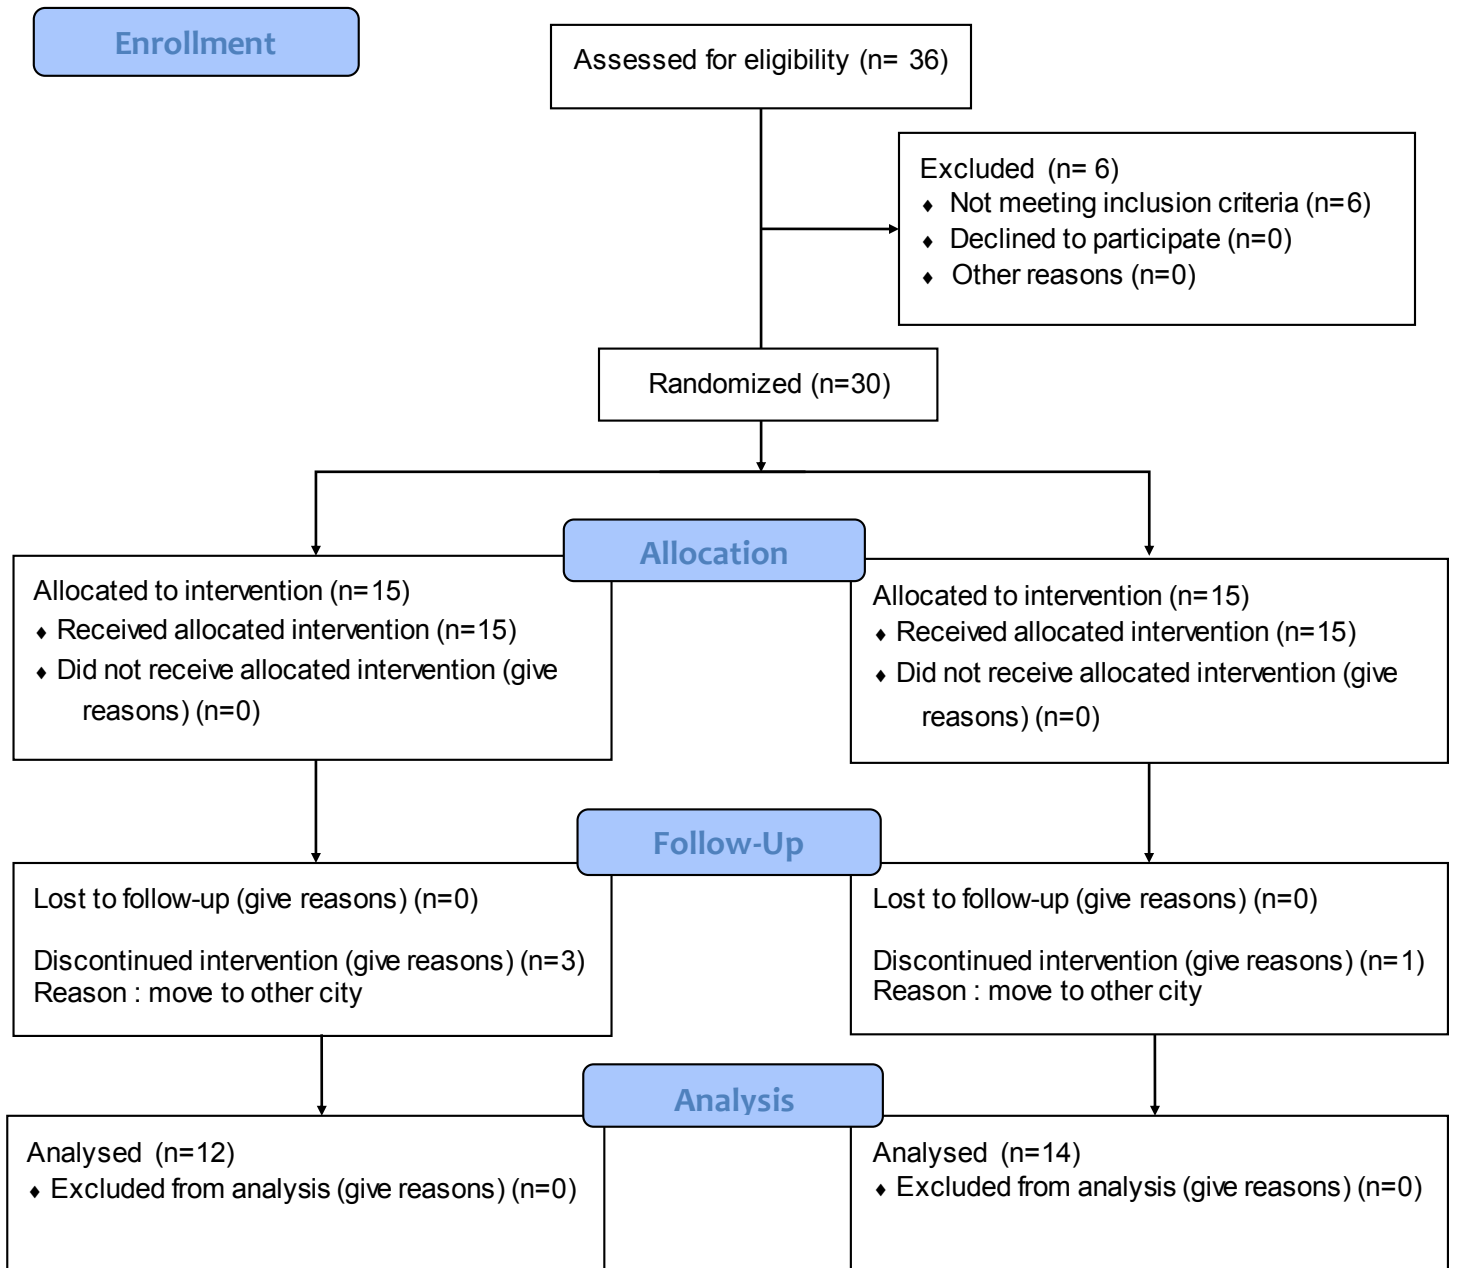 Enrollment
Assessed for eligibility (n= 36)
Excluded (n= 6)
♦ Not meeting inclusion criteria (n=6)
♦ Declined to participate (n=0)
♦ Other reasons (n=0)
Randomized (n=30)
Allocation
Allocated to intervention (n=15)
♦ Received allocated intervention (n=15)
♦ Did not receive allocated intervention (give
reasons) (n=0)
Allocated to intervention (n=15)
♦ Received allocated intervention (n=15)
♦ Did not receive allocated intervention (give
reasons) (n=0)
Follow-Up
Lost to follow-up (give reasons) (n=0)
Discontinued intervention (give reasons) (n=3)
Reason : move to other city
Lost to follow-up (give reasons) (n=0)
Discontinued intervention (give reasons) (n=1)
Reason : move to other city
Analysis
Analysed (n=12)
♦ Excluded from analysis (give reasons) (n=0)
Analysed (n=14)
♦ Excluded from analysis (give reasons) (n=0)